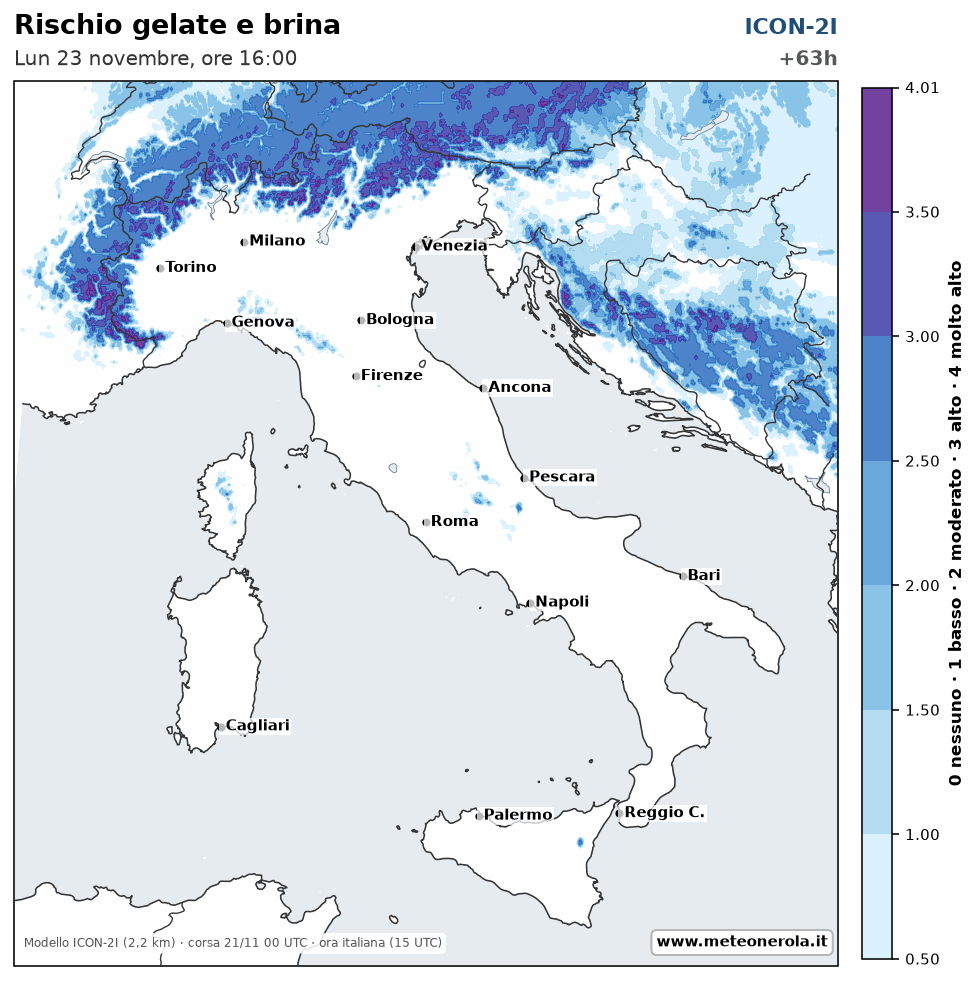 Rischio gelate e brina
ICON-2I
Lun 23 novembre, ore 16:00
+63h
4.01
3.50
3.00
2.50
2.00
1.50
1.00
0.50
0 nessuno · 1 basso · 2 moderato · 3 alto · 4 molto alto
Milano
Venezia
Torino
Genova
Bologna
Firenze
Ancona
Pescara
Roma
Bari
Napoli
Cagliari
Palermo
Reggio C.
Modello ICON-2I (2,2 km) · corsa 21/11 00 UTC · ora italiana (15 UTC)
www.meteonerola.it